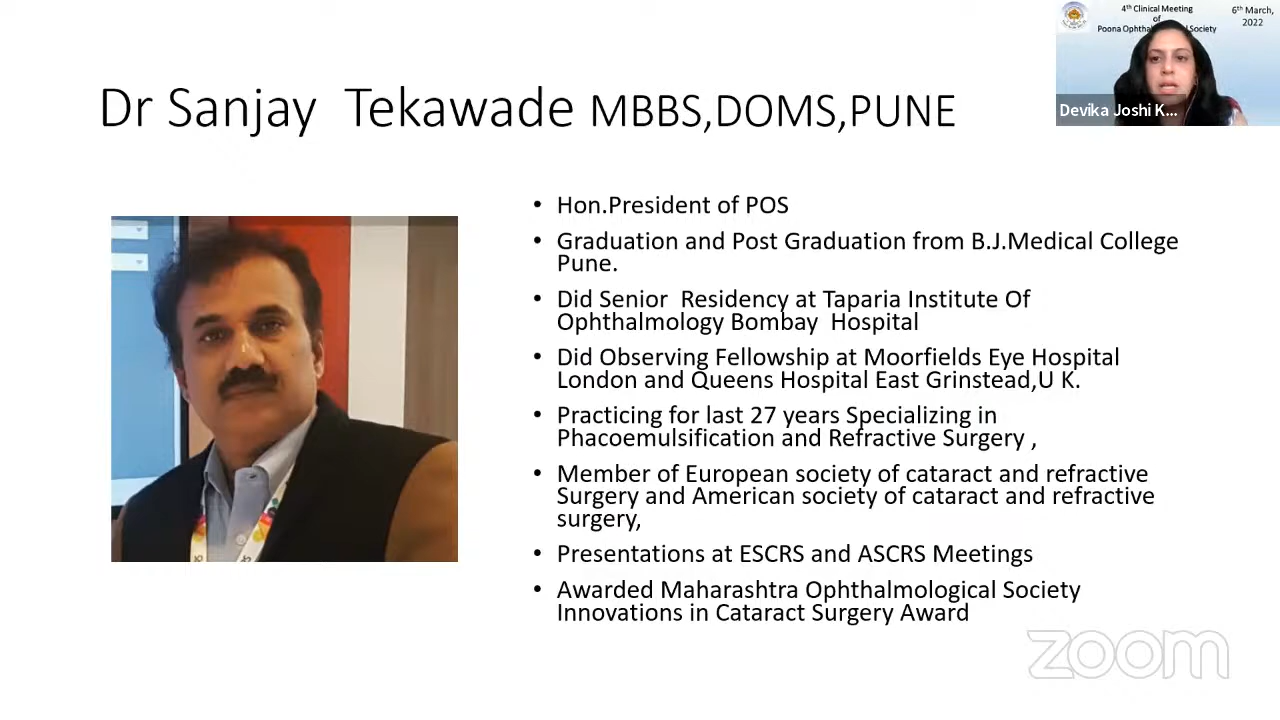 4th Clinical Meeting
of
Poona Society
6th March,
2022
Devika Joshi K...
Dr Sanjay Tekawade MBBS,DOMS,PUNE
• Hon.President of POS
• Graduation and Post Graduation from B.J.Medical College
Pune.
• Did Senior Residency at Taparia Institute Of
Ophthalmology Bombay Hospital
• Did Observing Fellowship at Moorfields Eye Hospital
London and Queens Hospital East Grinstead,U K.
• Practicing for last 27 years Specializing in
Phacoemulsification and Refractive Surgery ,
• Member of European society of cataract and refractive
Surgery and American society of cataract and refractive
surgery,
• Presentations at ESCRS and ASCRS Meetings
• Awarded Maharashtra Ophthalmological Society
Innovations in Cataract Surgery Award
zoom